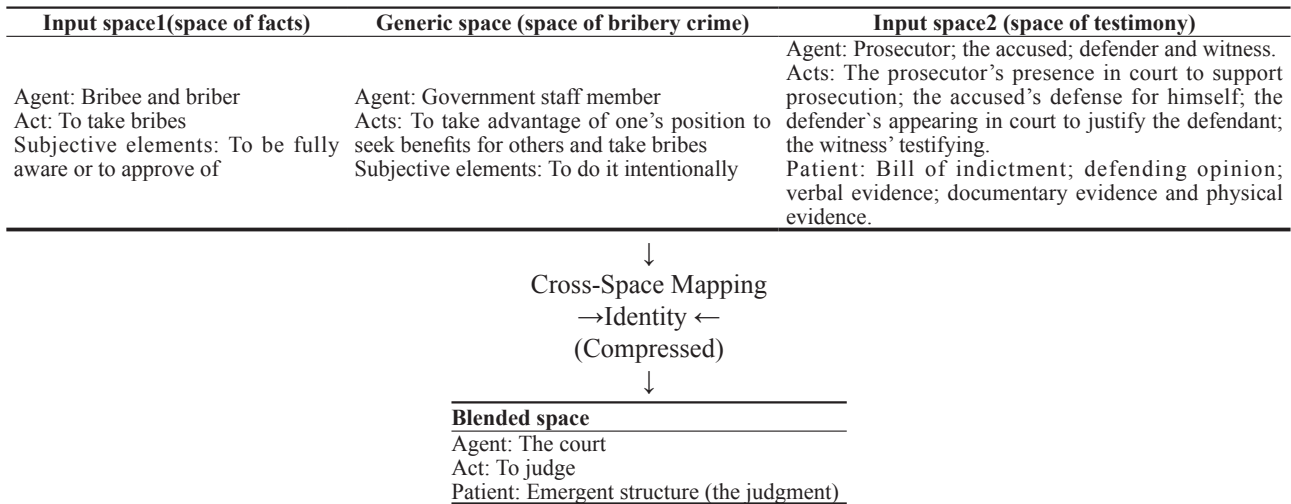 Input space1(space of facts)
Generic space (space of bribery crime)
Input space2 (space of testimony)
Agent: Bribee and briber
Act: To take bribes
Subjective elements: To be fully
aware or to approve of
Agent: Government staff member
Acts: To take advantage of one's position to
seek benefits for others and take bribes
Subjective elements: To do it intentionally
Agent: Prosecutor; the accused; defender and witness.
Acts: The prosecutor's presence in court to support
prosecution; the accused's defense for himself; the
defender`s appearing in court to justify the defendant;
the witness' testifying.
Patient: Bill of indictment; defending opinion;
verbal evidence; documentary evidence and physical
evidence.
↓
Cross-Space Mapping
→Identity ←
(Compressed)
↓
Blended space
Agent: The court
Act: To judge
Patient: Emergent structure (the judgment)